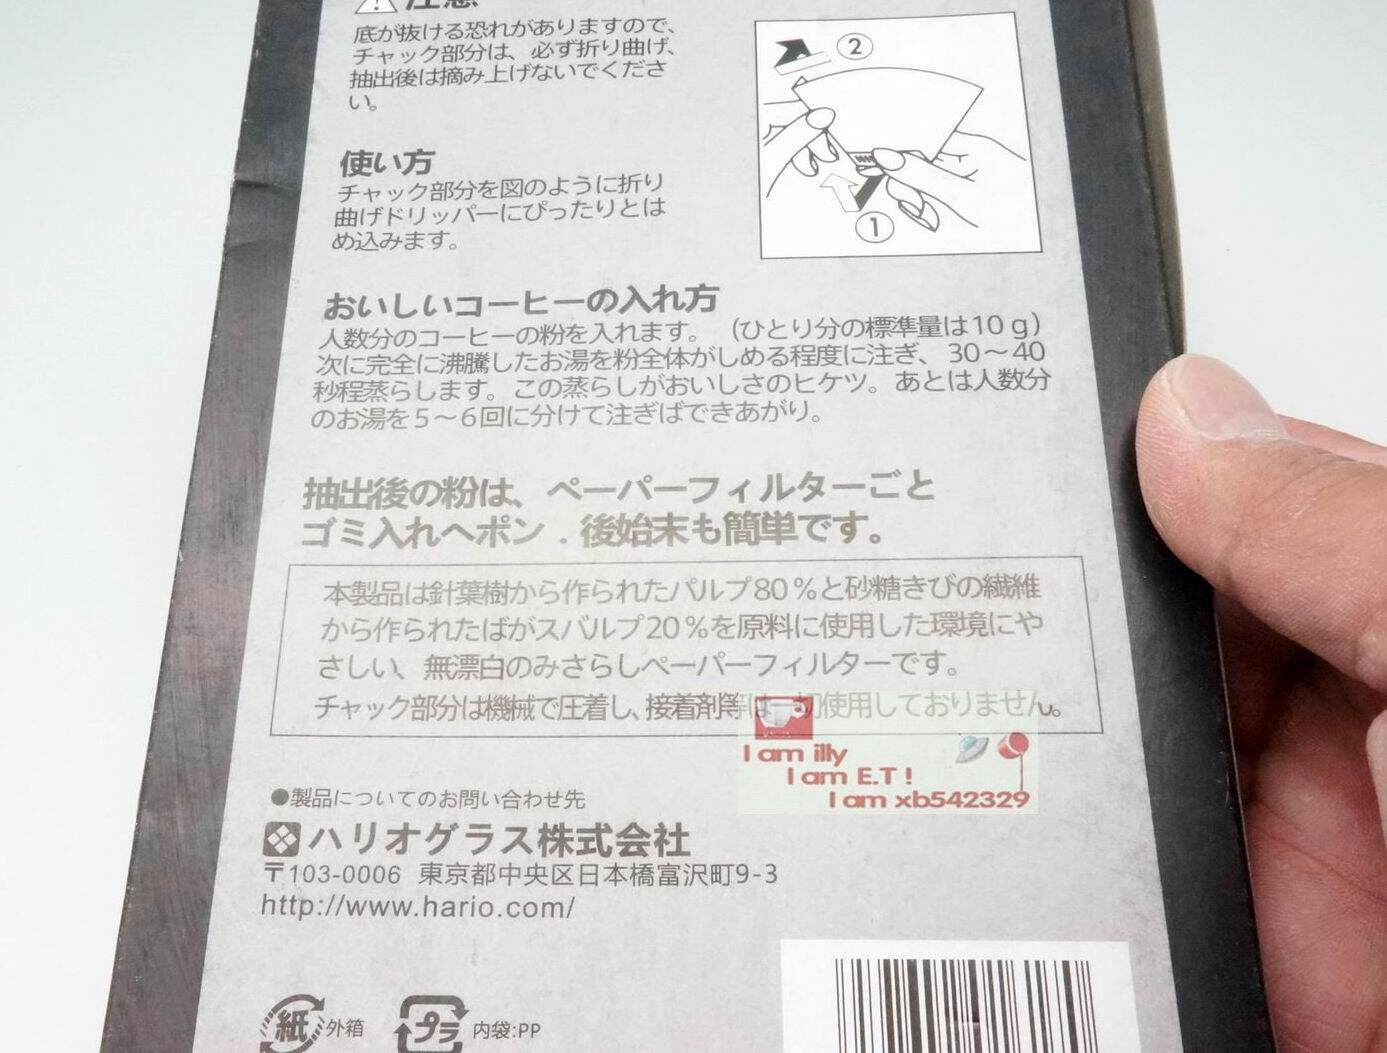 注意
底が抜ける恐れがありますので、
チャック部分は、必ず折り曲げ、
抽出後は摘み上げないでくださ
い。
②
①
使い方
チャック部分を図のように折り
曲げドリッパーにぴったりとは
め込みます。
おいしいコーヒーの入れ方
人数分のコーヒーの粉を入れます。（ひとり分の標準量は10g）
次に完全に沸騰したお湯を粉全体がしめる程度に注ぎ、30〜40
秒程蒸らします。この蒸らしがおいしさのヒケツ。あとは人数分
のお湯を5〜6回に分けて注ぎばできあがり。
抽出後の粉は、ペーパーフィルターごと
ゴミ入れへポン．後始末も簡単です。
本製品は針葉樹から作られたパルプ80％と砂糖きびの繊維
から作られたばがスバルプ20％を原料に使用した環境にや
さしい、無漂白のみさらしペーパーフィルターです。
チャック部分は機械で圧着し、接着剤等は一切使用しておりません。
I am illy
I am E.T !
I am xb542329
●製品についてのお問い合わせ先
ハリオグラス株式会社
〒103-0006 東京都中央区日本橋富沢町9-3
http://www.hario.com/
紙 外箱 プラ 内袋:PP